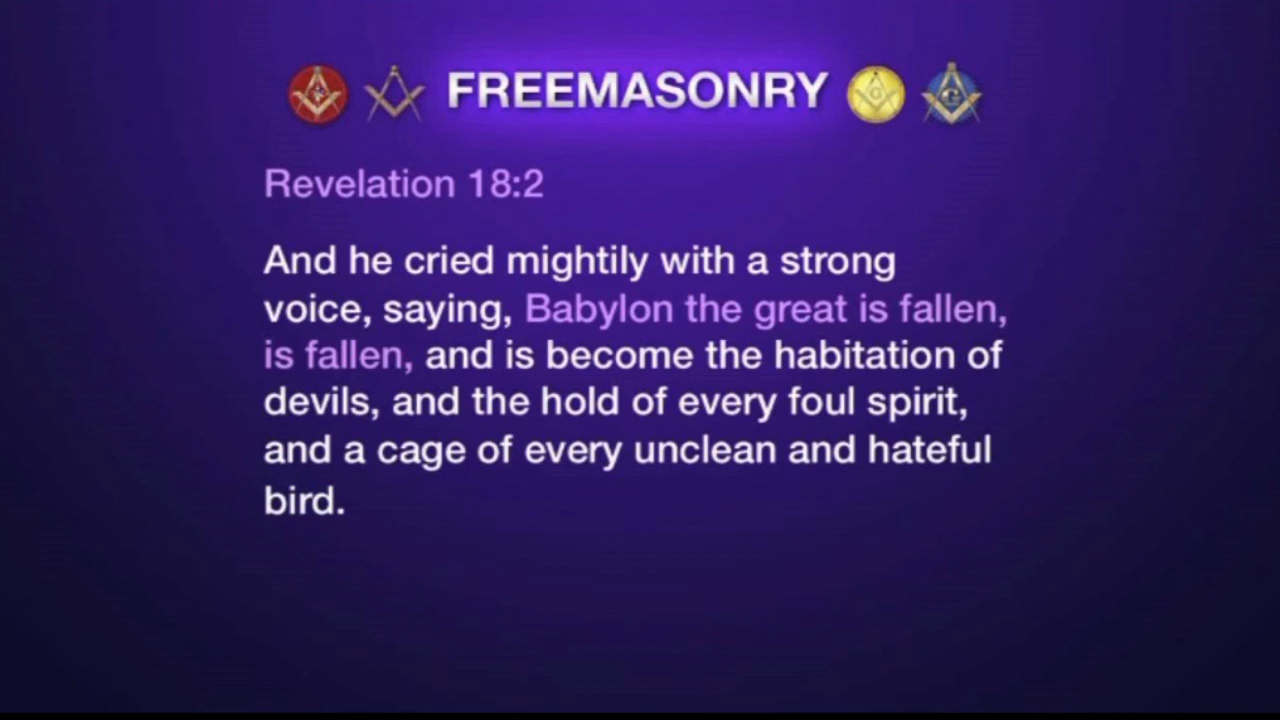 FREEMASONRY
Revelation 18:2
And he cried mightily with a strong
voice, saying, Babylon the great is fallen,
is fallen, and is become the habitation of
devils, and the hold of every foul spirit,
and a cage of every unclean and hateful
bird.